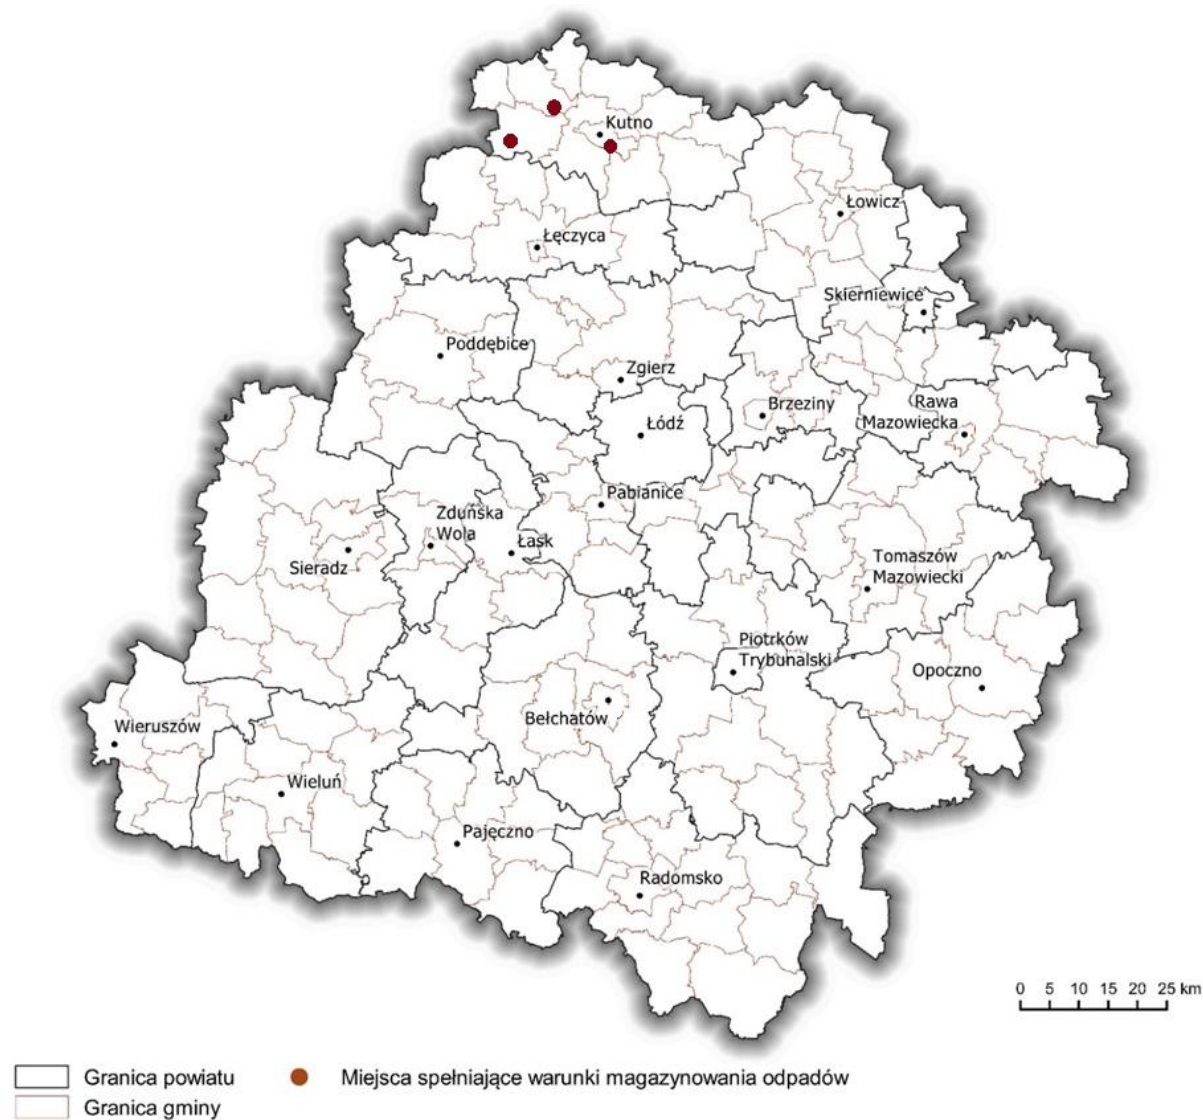 Kutno
Łowicz
Łęczyca
Skierniewice
Poddębice
Zgierz
Brzeziny
Rawa
Mazowiecka
Łódź
Pabianice
Zduńska
Wola
Łask
Sieradz
Tomaszów
Mazowiecki
Piotrków
Trybunalski
Opoczno
Bełchatów
Wieruszów
Wieluń
Pajęczno
Radomsko
0 5 10 15 20 25 km
Granica powiatu
Miejsca spełniające warunki magazynowania odpadów
Granica gminy